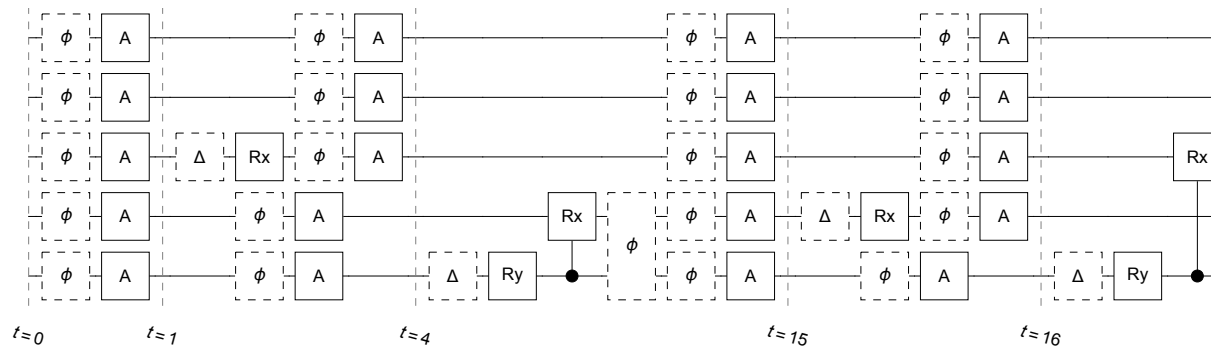 ϕ A ϕ A ϕ A ϕ A
ϕ A ϕ A ϕ A ϕ A
ϕ A Δ Rx ϕ A ϕ A ϕ A Rx
ϕ A ϕ A Rx ϕ A Δ Rx ϕ A
ϕ
ϕ A ϕ A Δ Ry ϕ A ϕ A Δ Ry
t=0 t=1 t=4 t=15 t=16